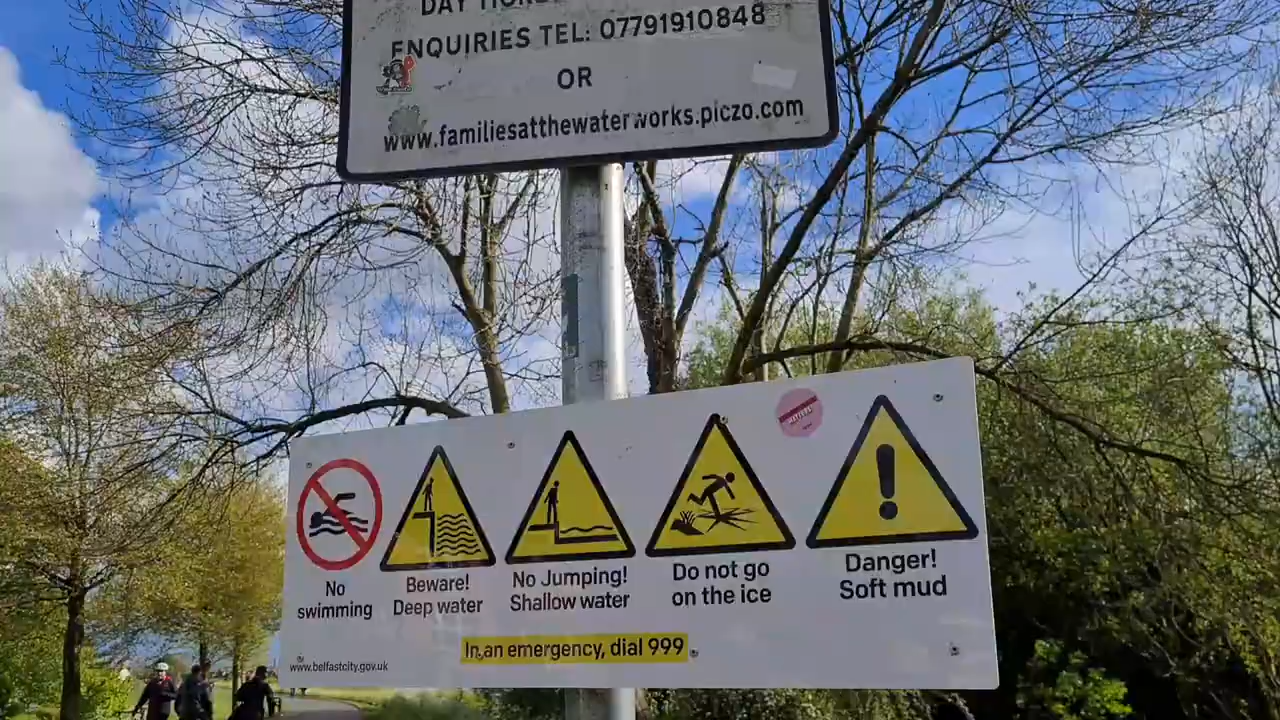 ENQUIRIES TEL: 07791910848
OR
www.familiesatthewaterworks.piczo.com
No
swimming
Beware!
Deep water
No Jumping!
Shallow water
Do not go
on the ice
Danger!
Soft mud
In an emergency, dial 999
www.belfastcity.gov.uk